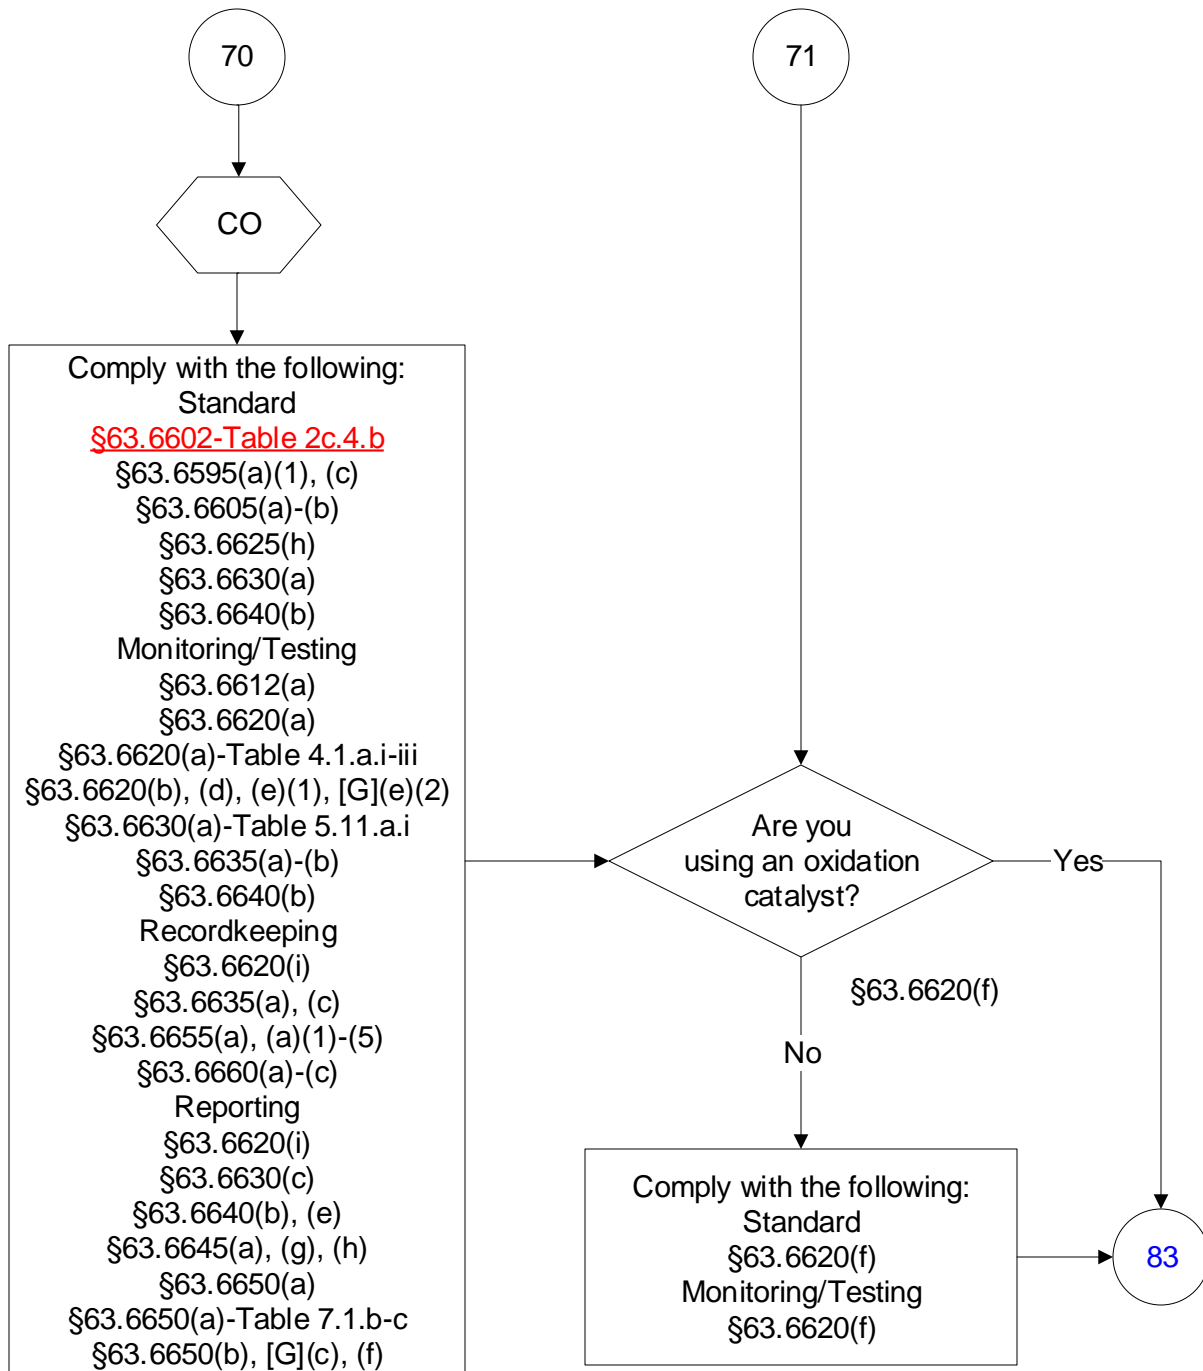 70
71
CO
Comply with the following:
Standard
§63.6602-Table 2c.4.b
§63.6595(a)(1), (c)
§63.6605(a)-(b)
§63.6625(h)
§63.6630(a)
§63.6640(b)
Monitoring/Testing
§63.6612(a)
§63.6620(a)
§63.6620(a)-Table 4.1.a.i-iii
§63.6620(b), (d), (e)(1), [G](e)(2)
§63.6630(a)-Table 5.11.a.i
§63.6635(a)-(b)
§63.6640(b)
Recordkeeping
§63.6620(i)
§63.6635(a), (c)
§63.6655(a), (a)(1)-(5)
§63.6660(a)-(c)
Reporting
§63.6620(i)
§63.6630(c)
§63.6640(b), (e)
§63.6645(a), (g), (h)
§63.6650(a)
§63.6650(a)-Table 7.1.b-c
§63.6650(b), [G](c), (f)
Are you
using an oxidation
catalyst?
Yes
§63.6620(f)
No
Comply with the following:
Standard
§63.6620(f)
Monitoring/Testing
§63.6620(f)
83